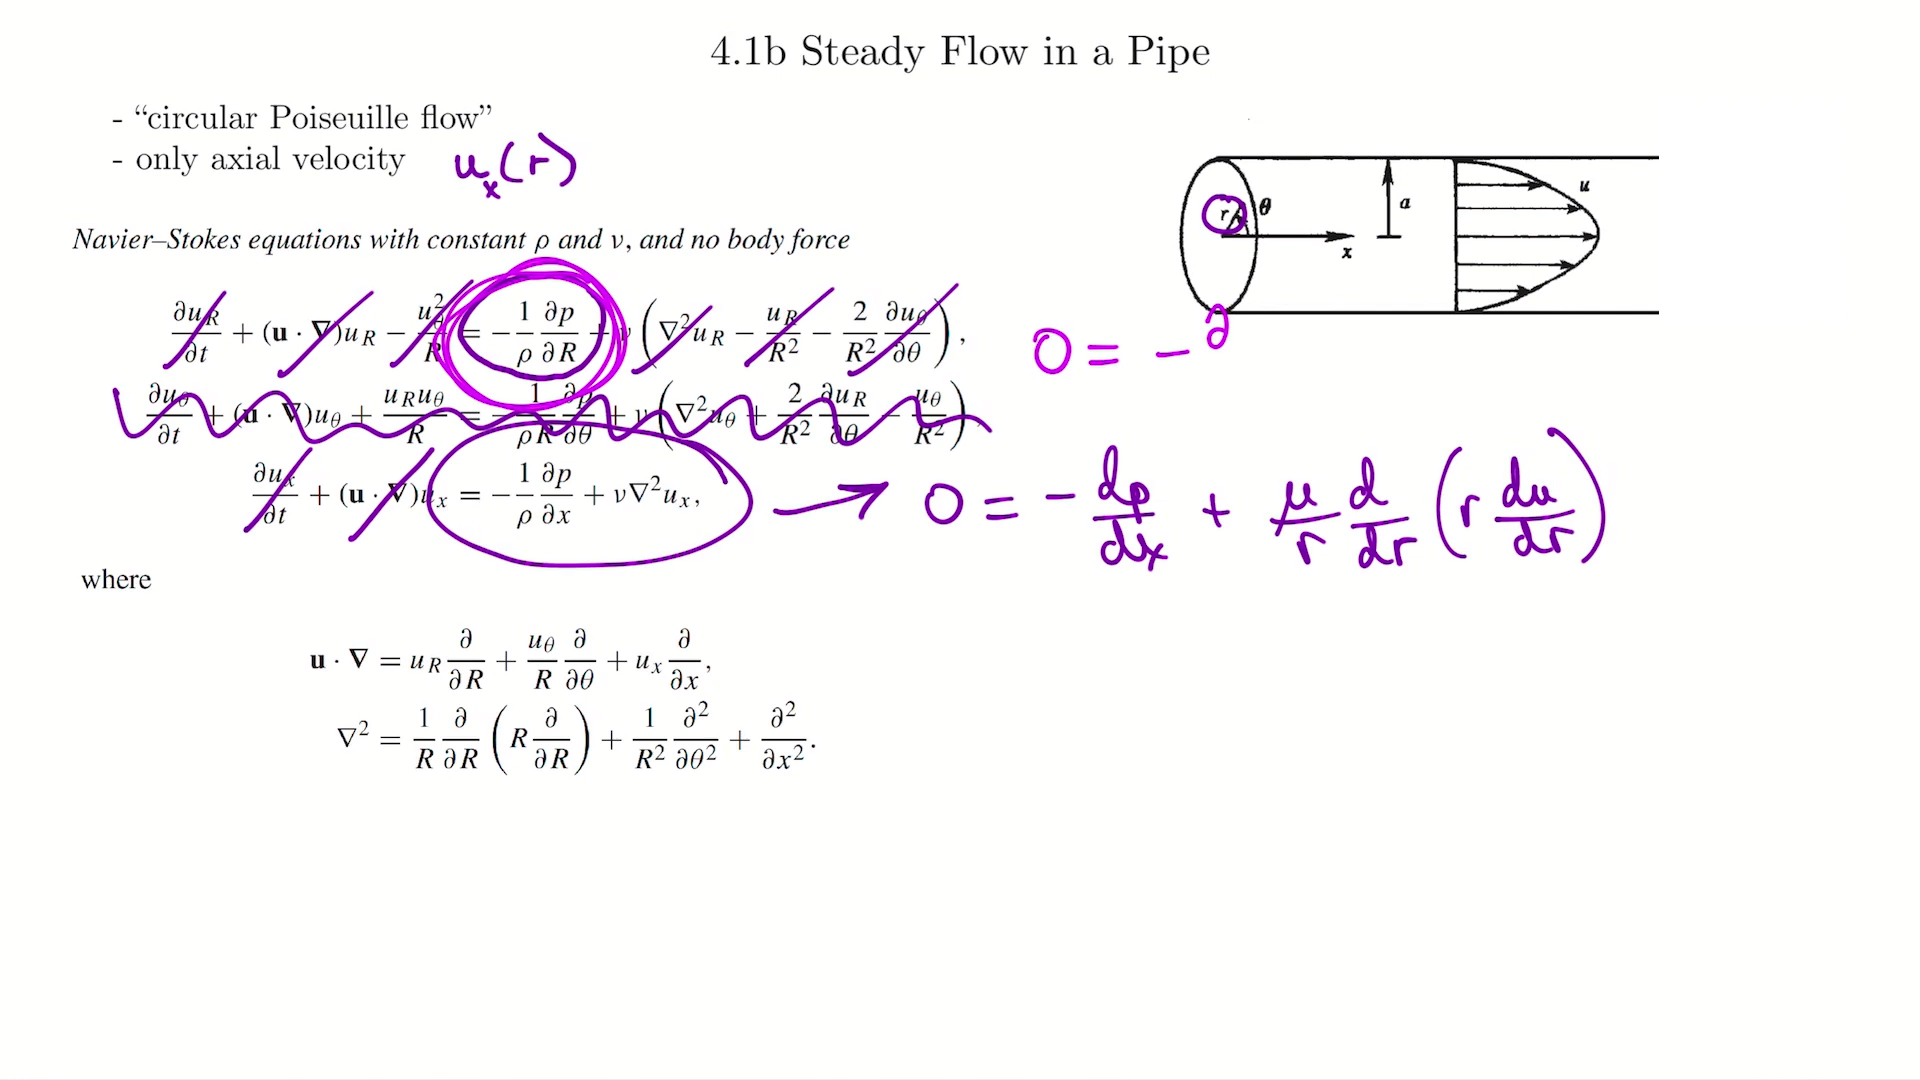 4.1b Steady Flow in a Pipe
- “circular Poiseuille flow”
- only axial velocity u_x(r)
Navier–Stokes equations with constant ρ and ν, and no body force
∂u_R/∂t + (u · ∇)u_R − u_θ²/R = −(1/ρ) ∂p/∂R + ν (∇²u_R − u_R/R² − (2/R²) ∂u_θ/∂θ),
0 = − ∂
∂u_θ/∂t + (u · ∇)u_θ + u_R u_θ/R = −(1/ρR) ∂p/∂θ + ν (∇²u_θ + (2/R²) ∂u_R/∂θ − u_θ/R²)
∂u_x/∂t + (u · ∇)u_x = −(1/ρ) ∂p/∂x + ν∇²u_x, → 0 = − dp/dx + (μ/r) d/dr (r du/dr)
where
u · ∇ = u_R ∂/∂R + (u_θ/R) ∂/∂θ + u_x ∂/∂x,
∇² = (1/R) ∂/∂R (R ∂/∂R) + (1/R²) ∂²/∂θ² + ∂²/∂x².
r θ
x
a
u